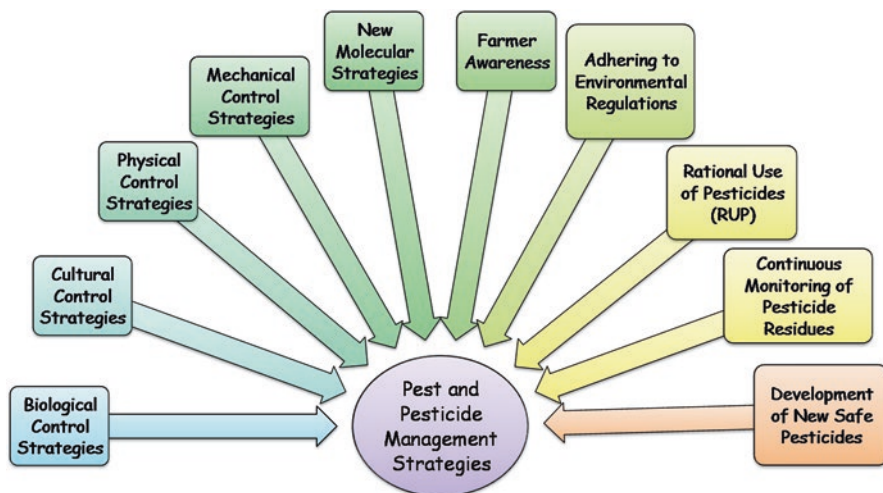 Biological
Control
Strategies
Cultural
Control
Strategies
Physical
Control
Strategies
Mechanical
Control
Strategies
New
Molecular
Strategies
Farmer
Awareness
Adhering to
Environmental
Regulations
Rational Use
of Pesticides
(RUP)
Continuous
Monitoring of
Pesticide
Residues
Development
of New Safe
Pesticides
Pest and
Pesticide
Management
Strategies